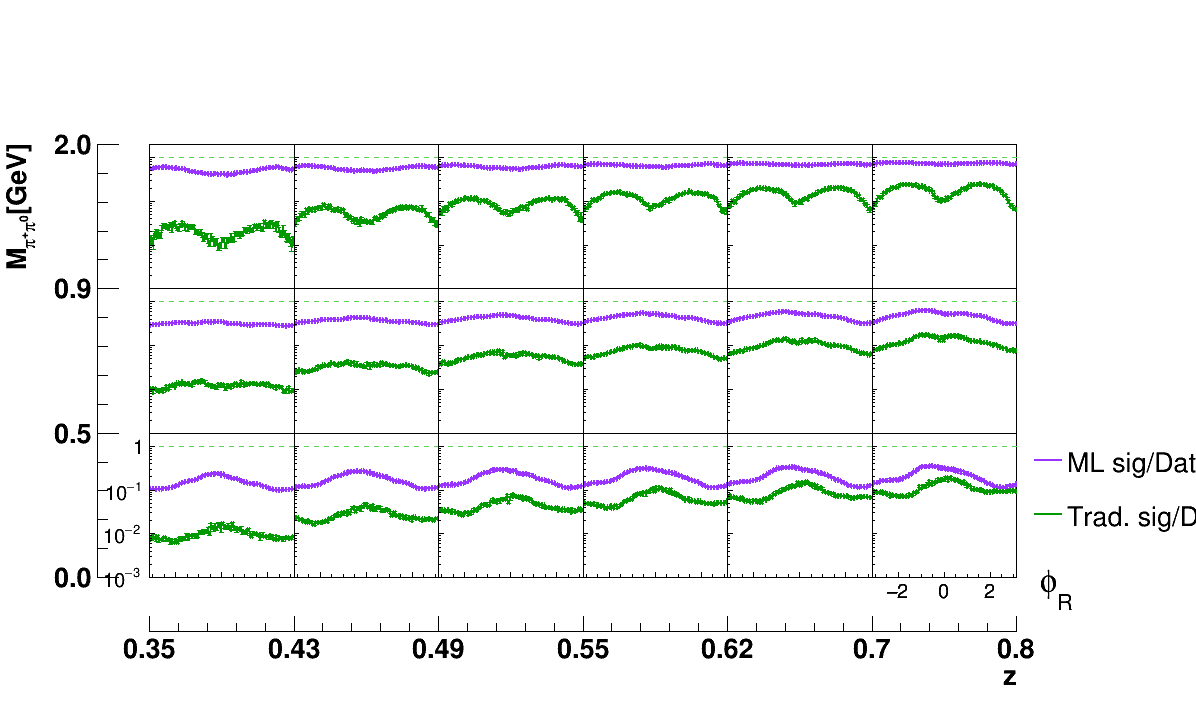 2.0
M_{π⁺π⁰} [GeV]
0.9
0.5
1
10⁻¹
10⁻²
10⁻³
0.0
ML sig/Dat
Trad. sig/D
−2 0 2
ϕ_R
0.35 0.43 0.49 0.55 0.62 0.7 0.8
z